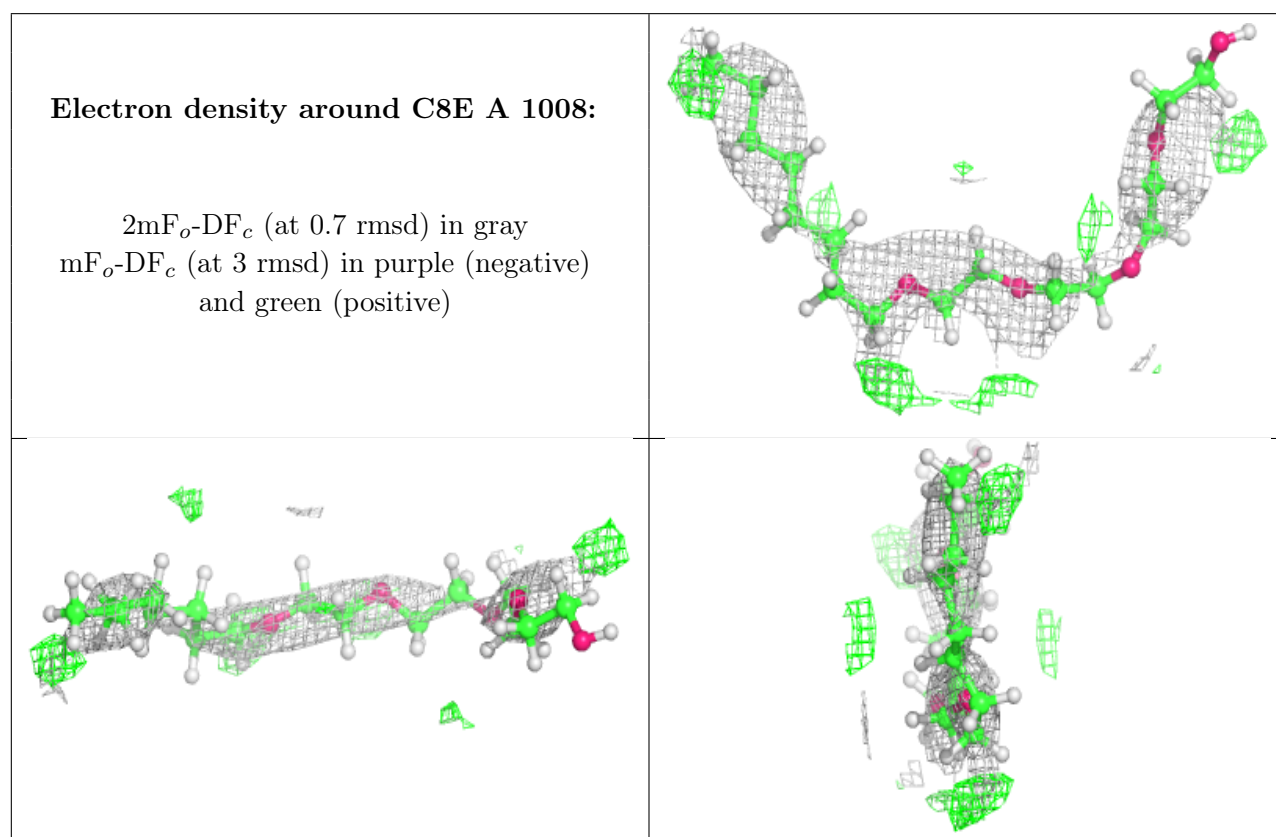 Electron density around C8E A 1008:
2mFo-DFc (at 0.7 rmsd) in gray
mFo-DFc (at 3 rmsd) in purple (negative)
and green (positive)